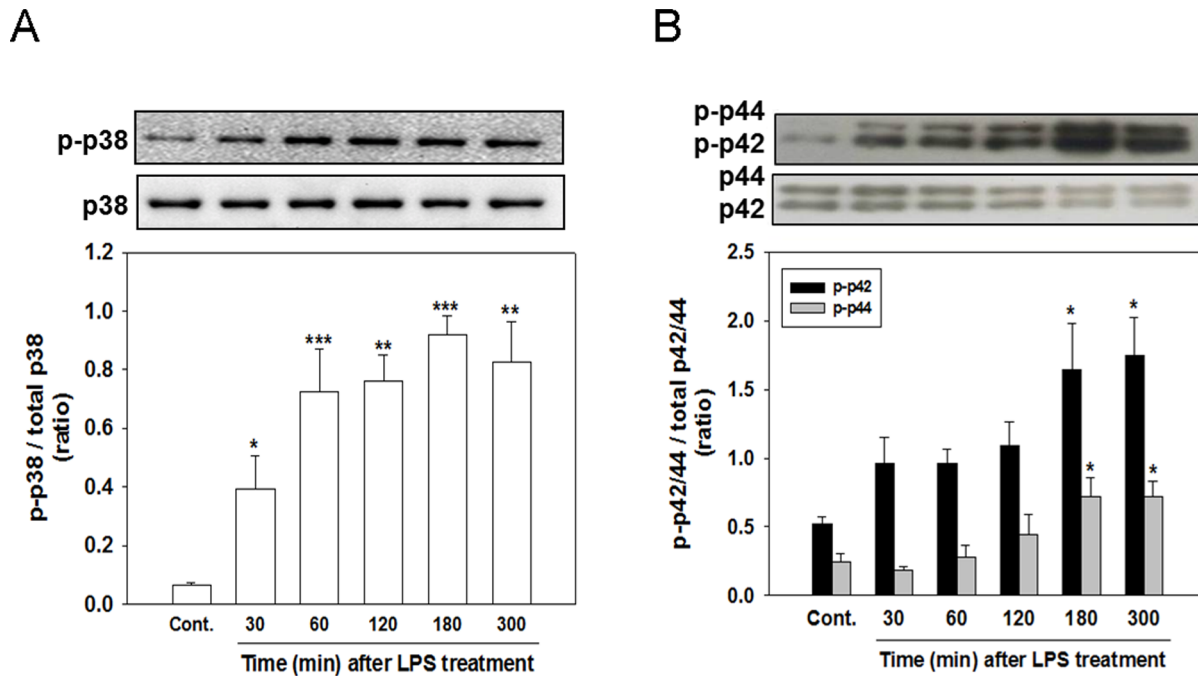 A
p-p38
p38
1.2
1.0
0.8
0.6
0.4
0.2
0.0
p-p38 / total p38
(ratio)
*
***
**
***
**
Cont. 30 60 120 180 300
Time (min) after LPS treatment
B
p-p44
p-p42
p44
p42
2.5
2.0
1.5
1.0
0.5
0.0
p-p42/44 / total p42/44
(ratio)
p-p42
p-p44
* *
* *
Cont. 30 60 120 180 300
Time (min) after LPS treatment